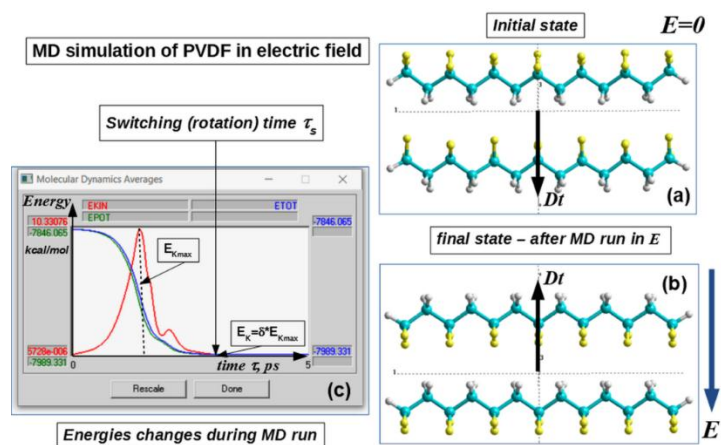 MD simulation of PVDF in electric field
Initial state
E=0
Switching (rotation) time τs
Dt
(a)
Molecular Dynamics Averages
Energy
EKIN
ETOT
EPOT
10.33076
-7846.065
-7846.065
kcal/mol
EKmax
EK=δ*EKmax
5728e-006
-7989.331
-7989.331
0
time τ, ps
5
Rescale
Done
(c)
Energies changes during MD run
final state – after MD run in E
(b)
Dt
E